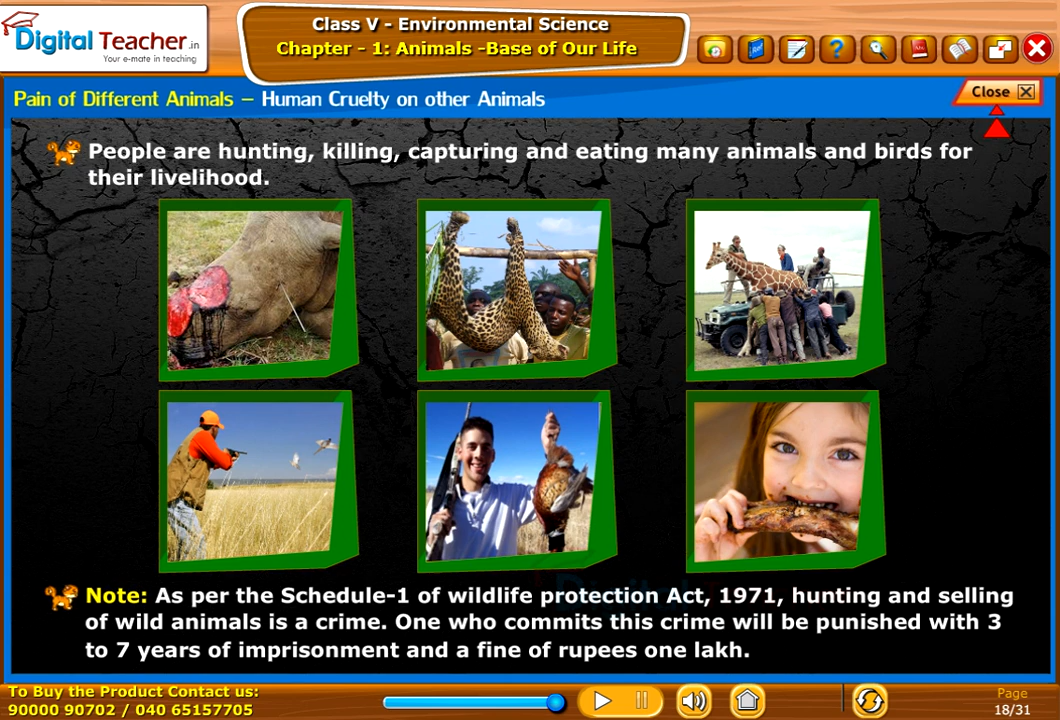 Digital Teacher.in
Your e-mate in teaching
Class V - Environmental Science
Chapter - 1: Animals -Base of Our Life
Pain of Different Animals – Human Cruelty on other Animals
Close
People are hunting, killing, capturing and eating many animals and birds for
their livelihood.
Note: As per the Schedule-1 of wildlife protection Act, 1971, hunting and selling
of wild animals is a crime. One who commits this crime will be punished with 3
to 7 years of imprisonment and a fine of rupees one lakh.
To Buy the Product Contact us:
90000 90702 / 040 65157705
Page
18/31